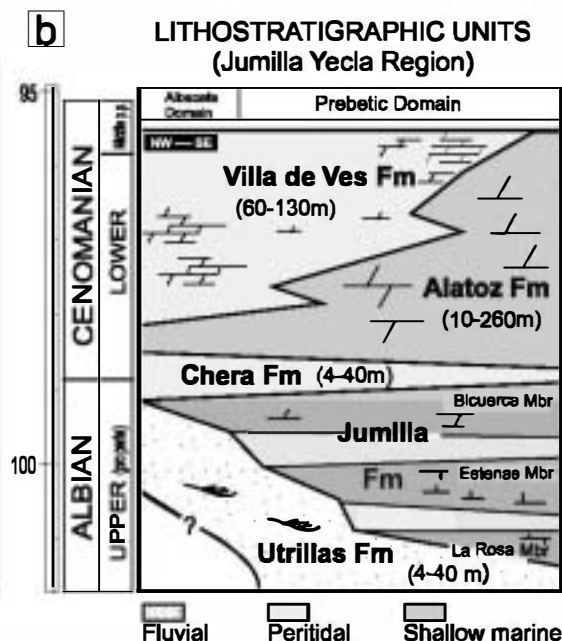 b
LITHOSTRATIGRAPHIC UNITS
(Jumilla Yecla Region)
95
Albacete
Domain
Prebetic Domain
NW — SE
CENOMANIAN
LOWER
Villa de Ves Fm
(60-130m)
Alatoz Fm
(10-260m)
Chera Fm (4-40m)
Bicuerca Mbr
Jumilla
100
ALBIAN
UPPER
Fm
Estenas Mbr
?
Utrillas Fm
La Rosa Mbr
(4-40 m)
Fluvial
Peritidal
Shallow marine